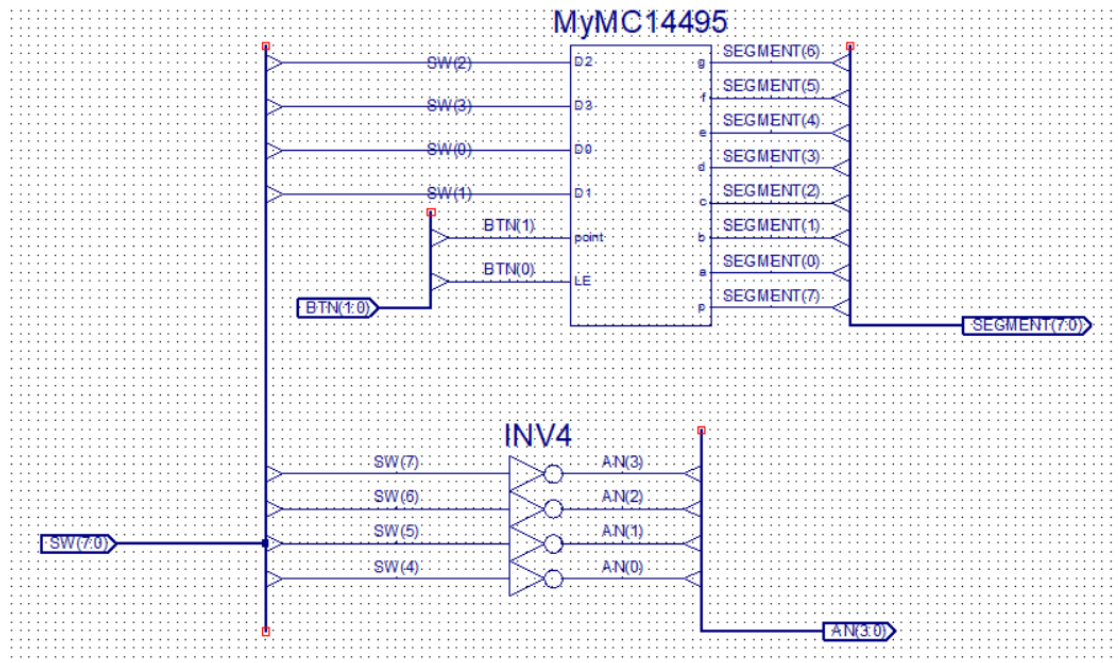 MyMC14495
SW(2)
D2
g
SEGMENT(6)
f
SEGMENT(5)
SW(3)
D3
e
SEGMENT(4)
SW(0)
D0
d
SEGMENT(3)
SW(1)
D1
c
SEGMENT(2)
BTN(1)
point
b
SEGMENT(1)
BTN(0)
LE
a
SEGMENT(0)
BTN(1:0)
p
SEGMENT(7)
SEGMENT(7:0)
INV4
SW(7)
AN(3)
SW(6)
AN(2)
SW(5)
AN(1)
SW(7:0)
SW(4)
AN(0)
AN(3:0)